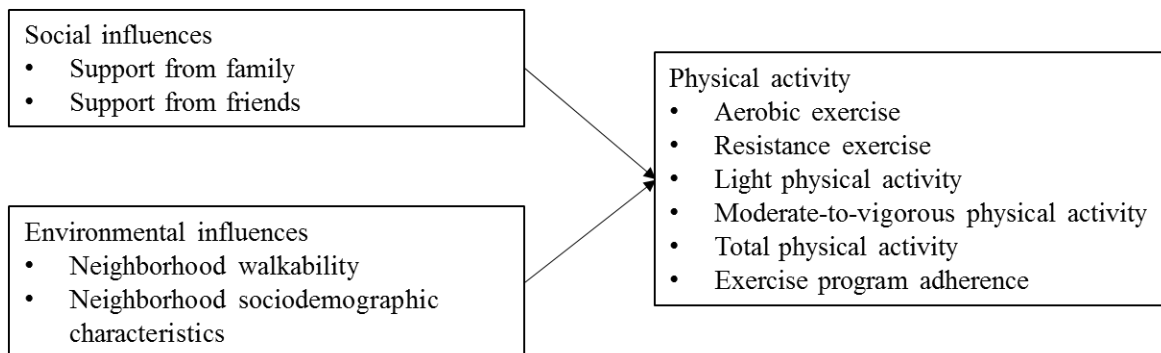 Social influences
• Support from family
• Support from friends
Environmental influences
• Neighborhood walkability
• Neighborhood sociodemographic
characteristics
Physical activity
• Aerobic exercise
• Resistance exercise
• Light physical activity
• Moderate-to-vigorous physical activity
• Total physical activity
• Exercise program adherence